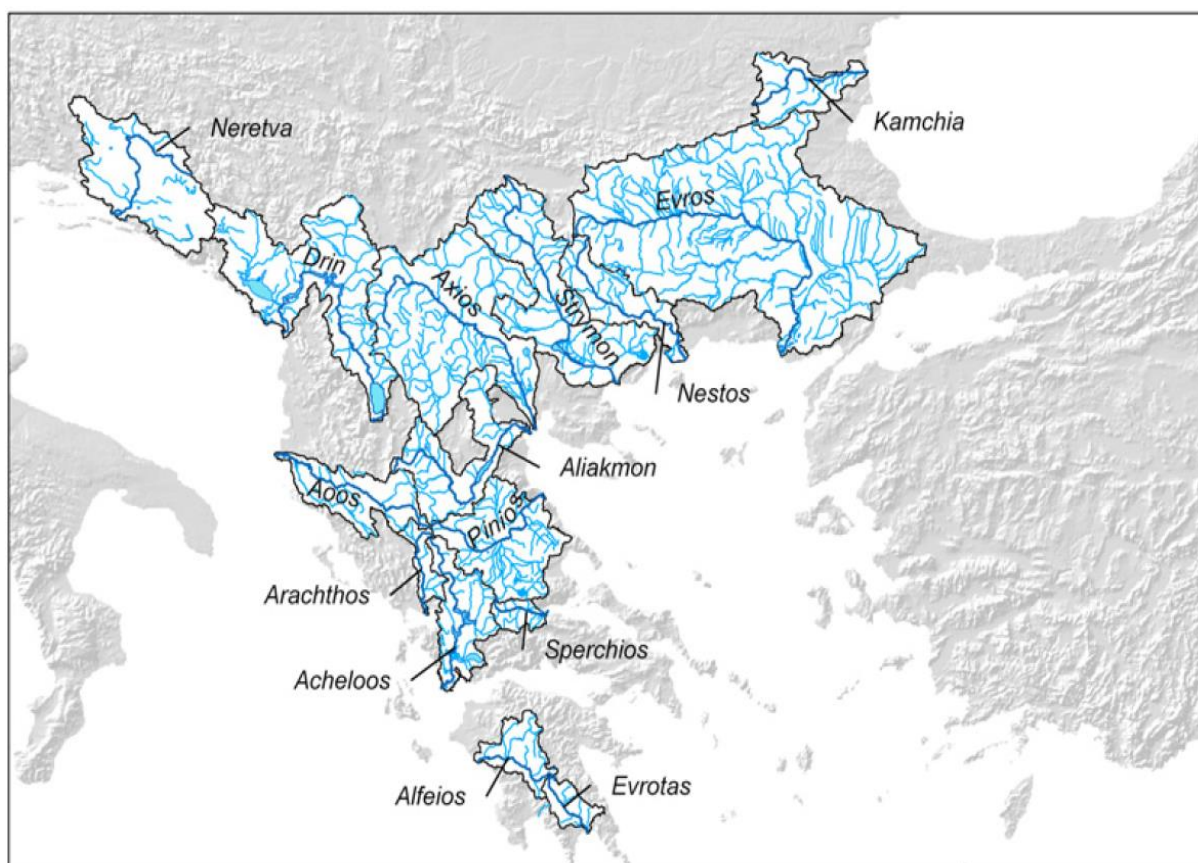 Kamchia
Neretva
Evros
Drin
Axios
Strymon
Nestos
Aliakmon
Aoos
Pinios
Arachthos
Sperchios
Acheloos
Alfeios
Evrotas